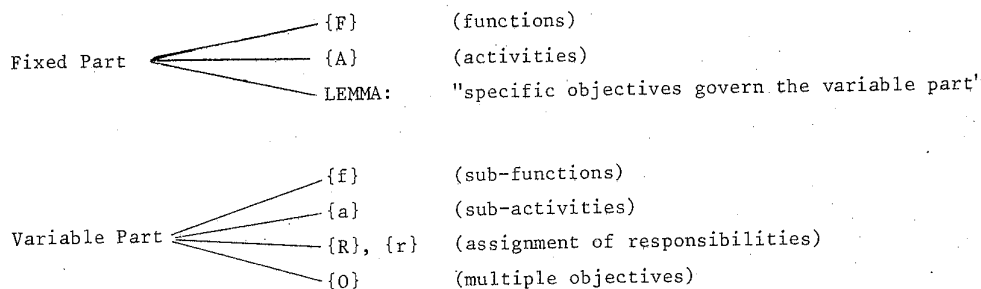 {F} (functions)
Fixed Part {A} (activities)
LEMMA: "specific objectives govern the variable part'
{f} (sub-functions)
{a} (sub-activities)
Variable Part {R}, {r} (assignment of responsibilities)
{O} (multiple objectives)